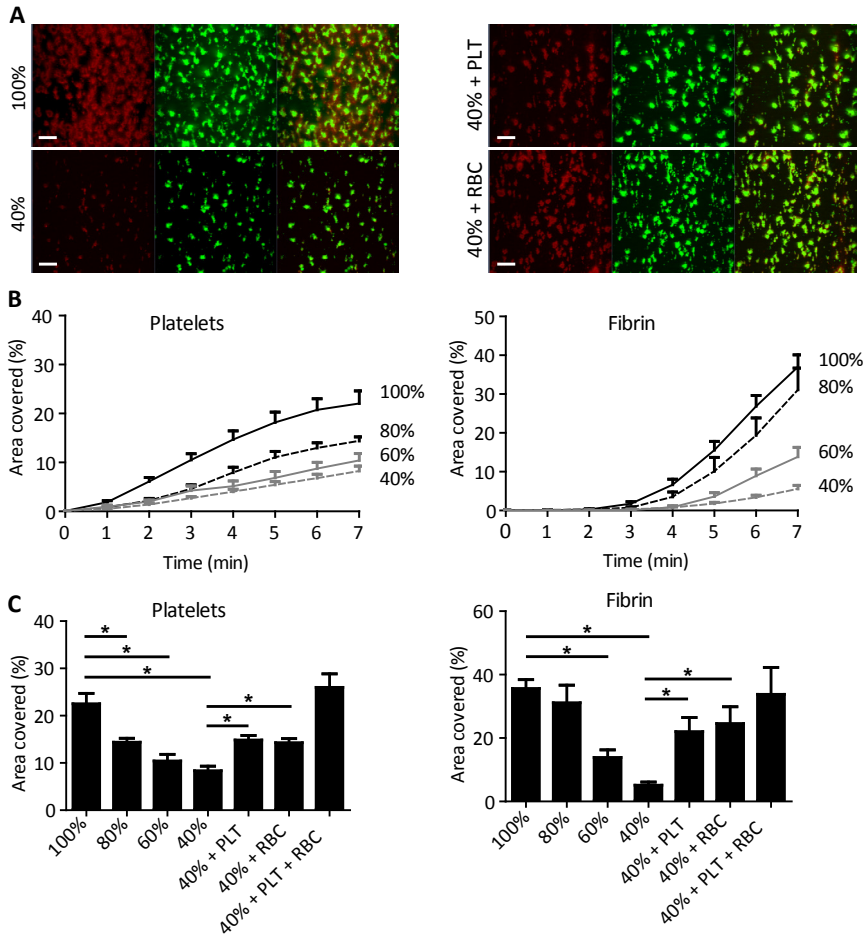 A
100%
40%
40% + PLT
40% + RBC
B
Platelets
Area covered (%)
40
30
20
10
0
0 1 2 3 4 5 6 7
Time (min)
100%
80%
60%
40%
Fibrin
Area covered (%)
50
40
30
20
10
0
0 1 2 3 4 5 6 7
Time (min)
100%
80%
60%
40%
C
Platelets
Area covered (%)
40
30
20
10
0
*
*
*
*
*
100%
80%
60%
40%
40% + PLT
40% + RBC
40% + PLT + RBC
Fibrin
Area covered (%)
60
40
20
0
*
*
*
*
100%
80%
60%
40%
40% + PLT
40% + RBC
40% + PLT + RBC